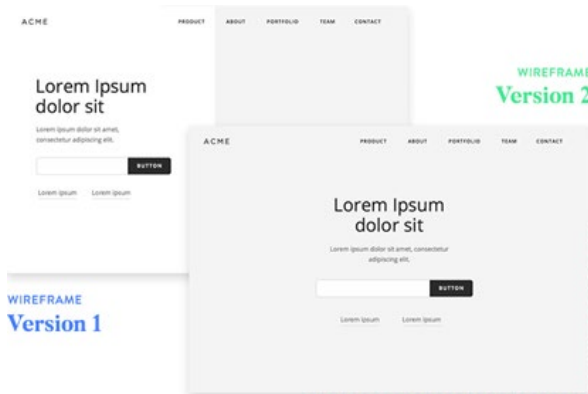 ACME
PRODUCT ABOUT PORTFOLIO TEAM CONTACT
Lorem Ipsum
dolor sit
Lorem ipsum dolor sit amet,
consectetur adipiscing elit.
BUTTON
Lorem ipsum Lorem ipsum
WIREFRAME
Version 1
WIREFRAME
Version 2
ACME
PRODUCT ABOUT PORTFOLIO TEAM CONTACT
Lorem Ipsum
dolor sit
Lorem ipsum dolor sit amet, consectetur
adipiscing elit.
BUTTON
Lorem ipsum Lorem ipsum